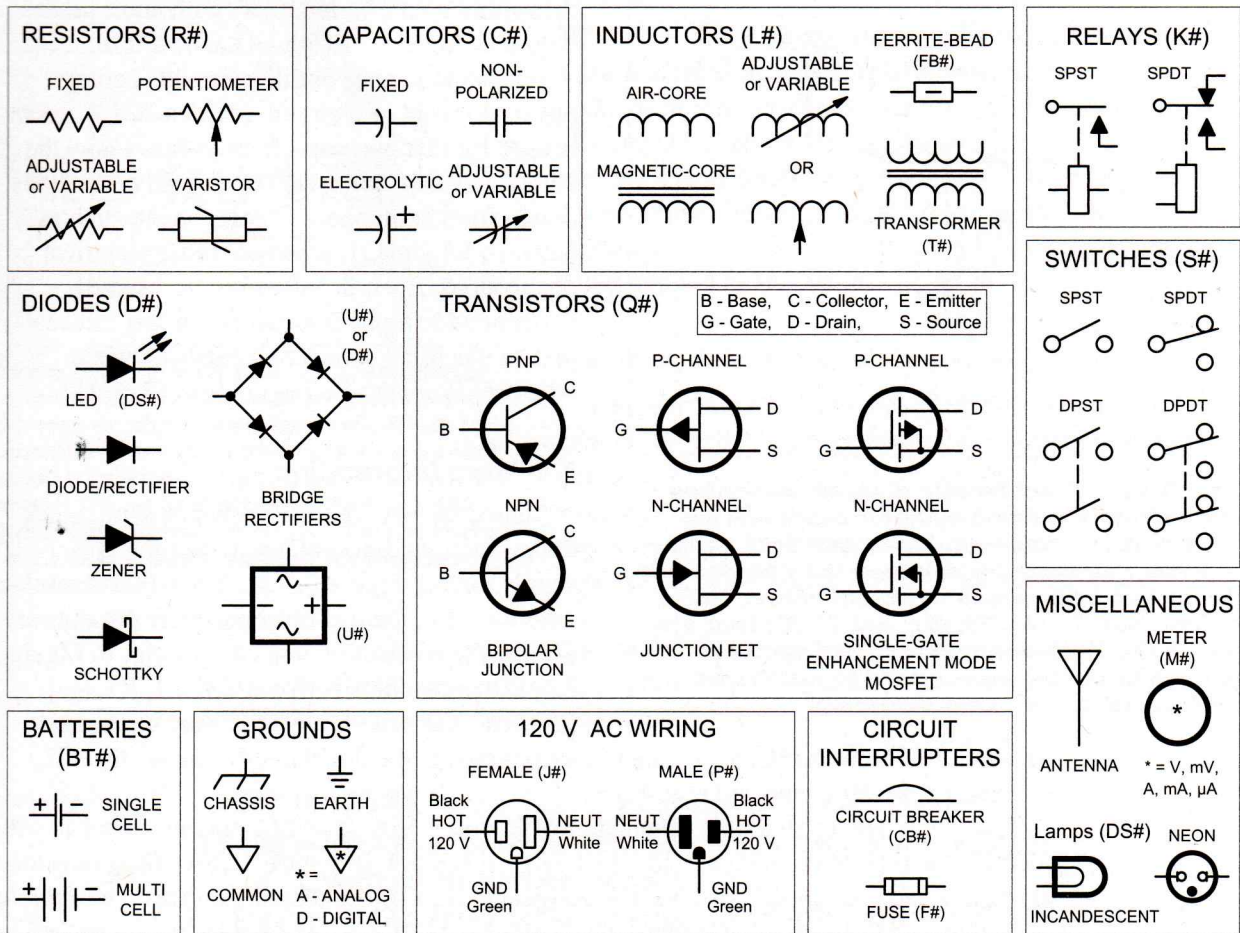 RESISTORS (R#)
FIXED
POTENTIOMETER
ADJUSTABLE
or VARIABLE
VARISTOR
CAPACITORS (C#)
FIXED
NON-
POLARIZED
ELECTROLYTIC
+
ADJUSTABLE
or VARIABLE
INDUCTORS (L#)
AIR-CORE
MAGNETIC-CORE
ADJUSTABLE
or VARIABLE
OR
FERRITE-BEAD
(FB#)
TRANSFORMER
(T#)
RELAYS (K#)
SPST
SPDT
SWITCHES (S#)
SPST
SPDT
DPST
DPDT
DIODES (D#)
LED (DS#)
DIODE/RECTIFIER
ZENER
SCHOTTKY
(U#)
or
(D#)
BRIDGE
RECTIFIERS
− +
(U#)
TRANSISTORS (Q#)
B - Base, C - Collector, E - Emitter
G - Gate, D - Drain, S - Source
PNP
C
B
E
NPN
C
B
E
BIPOLAR
JUNCTION
P-CHANNEL
D
G
S
N-CHANNEL
D
G
S
JUNCTION FET
P-CHANNEL
D
G
S
N-CHANNEL
D
G
S
SINGLE-GATE
ENHANCEMENT MODE
MOSFET
MISCELLANEOUS
ANTENNA
METER
(M#)
*
* = V, mV,
A, mA, µA
Lamps (DS#)
INCANDESCENT
NEON
BATTERIES
(BT#)
+ −
SINGLE
CELL
+ −
MULTI
CELL
GROUNDS
CHASSIS
EARTH
COMMON
*
* =
A - ANALOG
D - DIGITAL
120 V AC WIRING
FEMALE (J#)
Black
HOT
120 V
NEUT
White
GND
Green
MALE (P#)
NEUT
White
Black
HOT
120 V
GND
Green
CIRCUIT
INTERRUPTERS
CIRCUIT BREAKER
(CB#)
FUSE (F#)